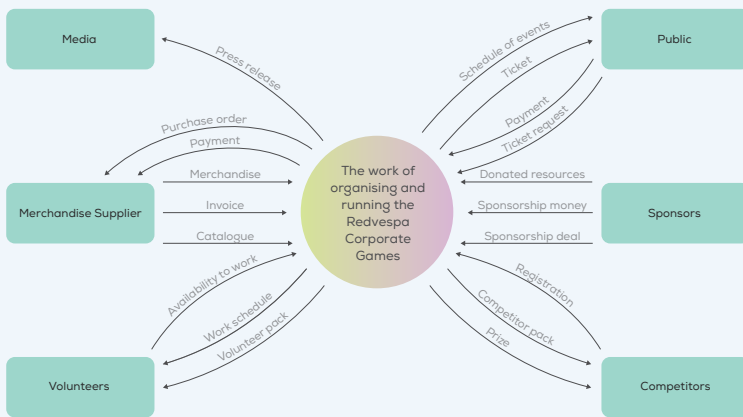 Media
Public
Press release
Schedule of events
Ticket
Payment
Ticket request
Purchase order
Payment
Merchandise
Invoice
Catalogue
Merchandise Supplier
The work of
organising and
running the
Redvespa
Corporate
Games
Donated resources
Sponsorship money
Sponsorship deal
Sponsors
Availability to work
Work schedule
Volunteer pack
Registration
Competitor pack
Prize
Volunteers
Competitors